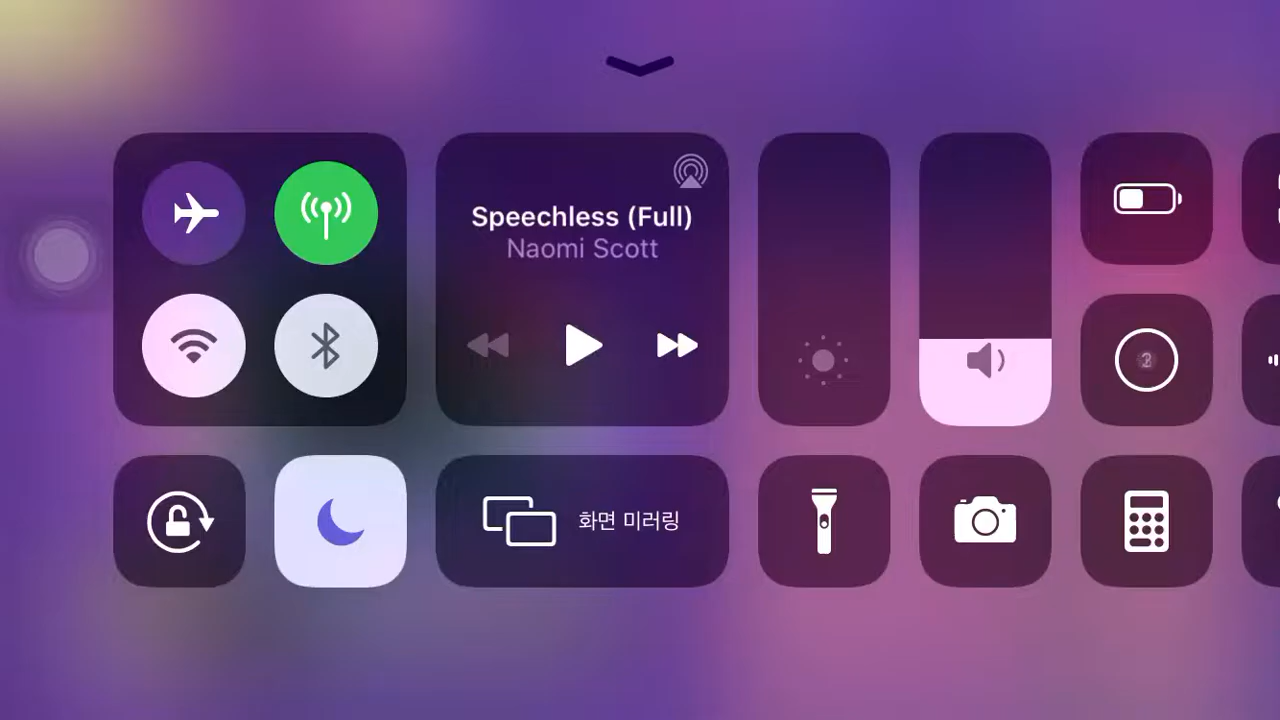 Speechless (Full)
Naomi Scott
화면 미러링